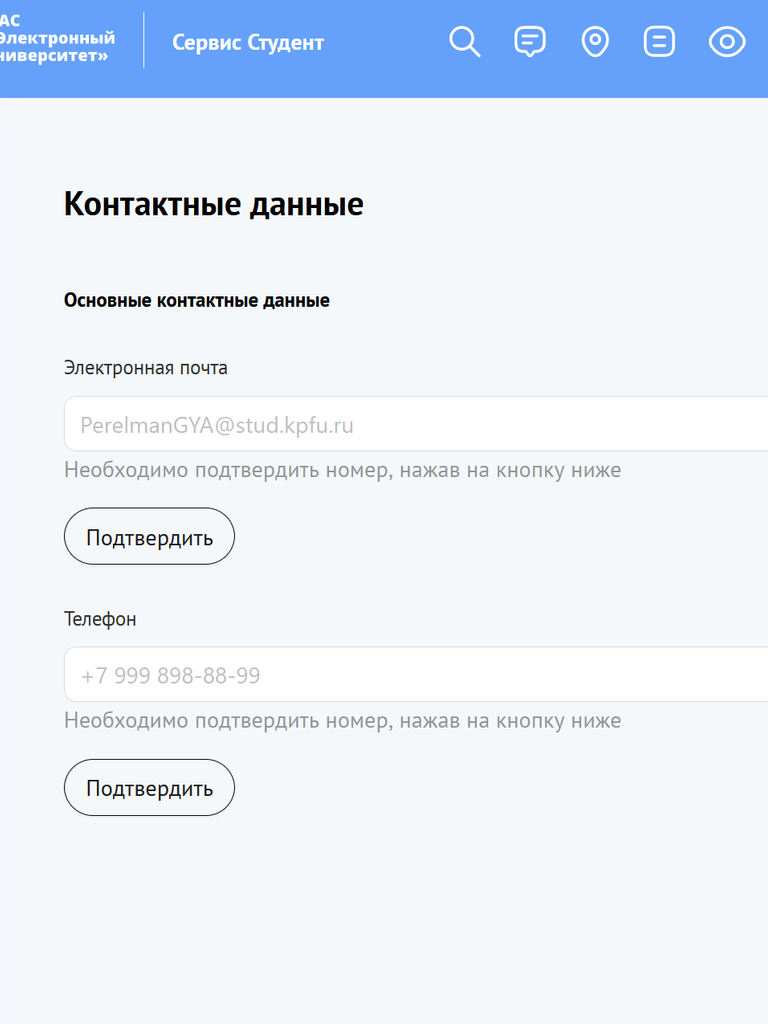 АС
Электронный
ниверситет»
Сервис Студент
Контактные данные
Основные контактные данные
Электронная почта
PerelmanGYA@stud.kpfu.ru
Необходимо подтвердить номер, нажав на кнопку ниже
Подтвердить
Телефон
+7 999 898-88-99
Необходимо подтвердить номер, нажав на кнопку ниже
Подтвердить